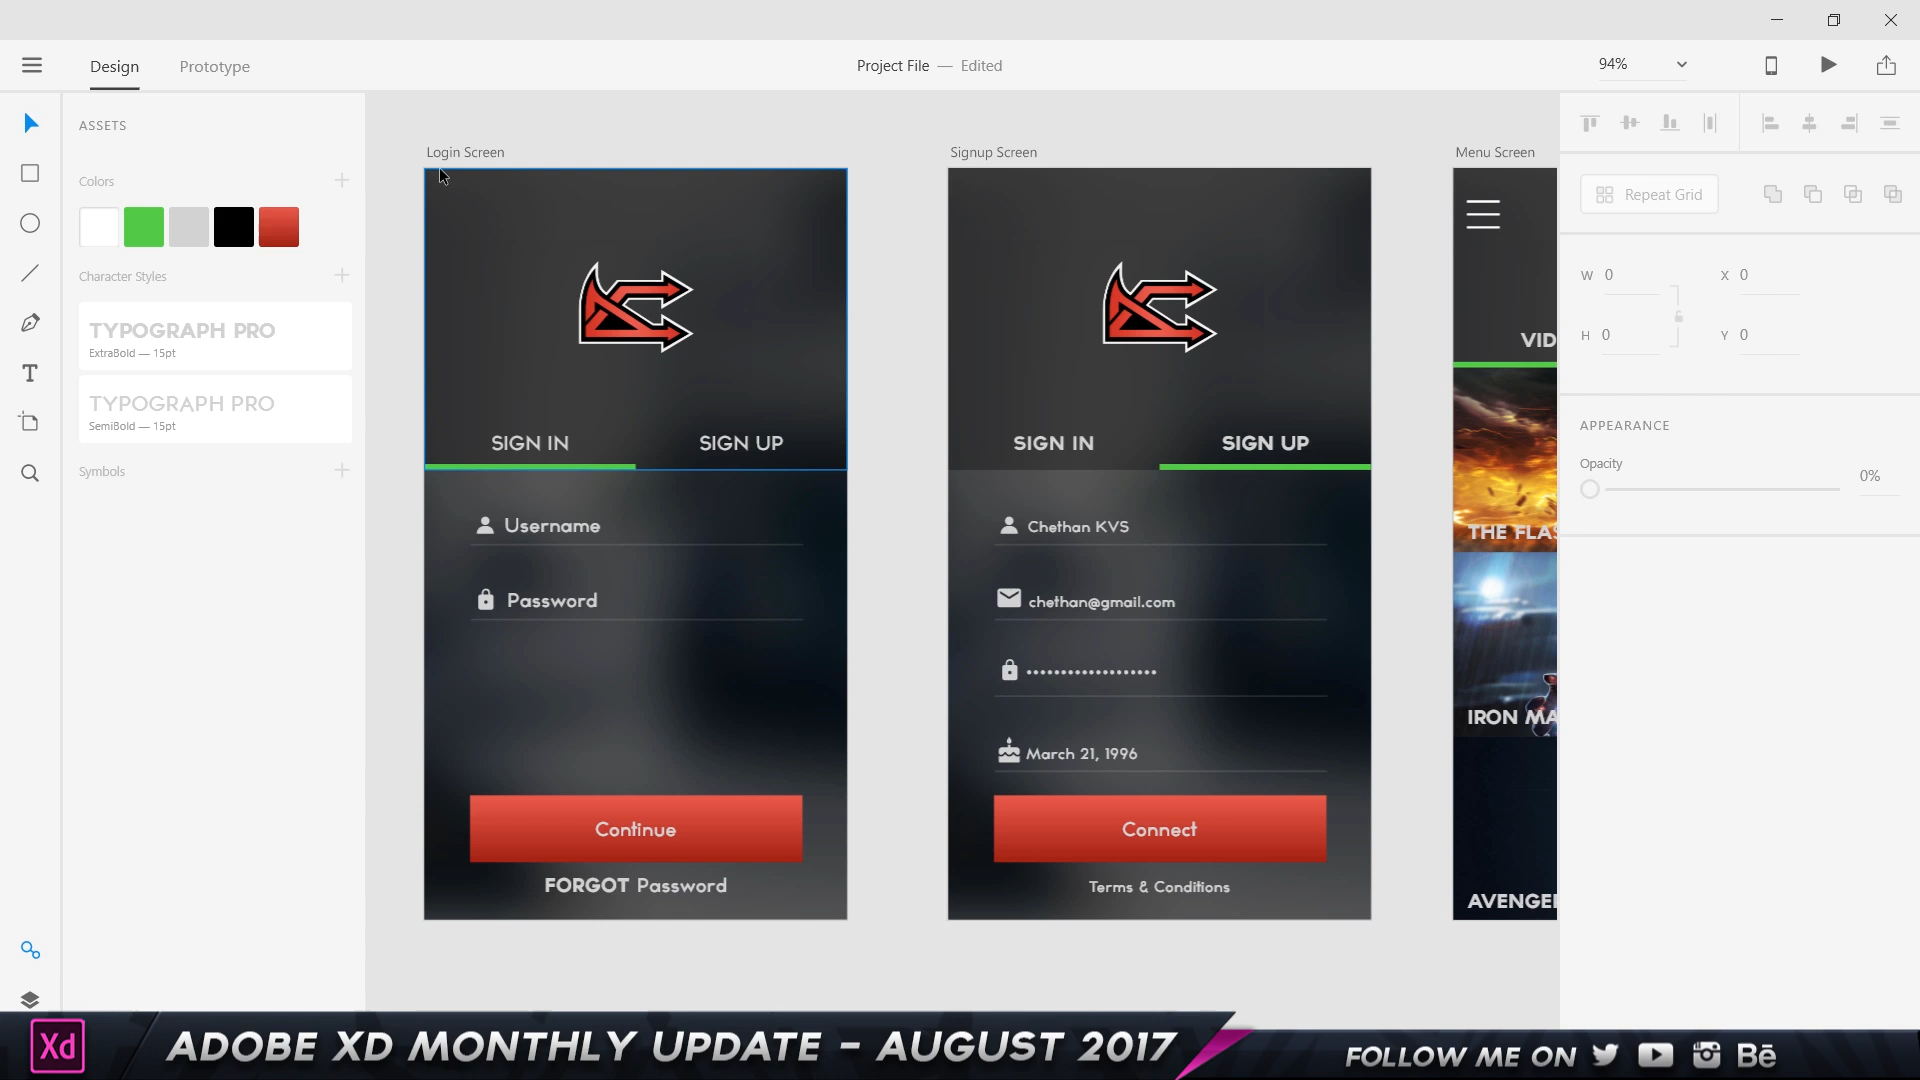 Design
Prototype
Project File — Edited
94%
ASSETS
Colors
Character Styles
TYPOGRAPH PRO
ExtraBold — 15pt
TYPOGRAPH PRO
SemiBold — 15pt
Symbols
Login Screen
SIGN IN
SIGN UP
Username
Password
Continue
FORGOT Password
Signup Screen
SIGN IN
SIGN UP
Chethan KVS
chethan@gmail.com
March 21, 1996
Connect
Terms & Conditions
Menu Screen
VID
THE FLAS
IRON MA
AVENGE
Repeat Grid
W 0
X 0
H 0
Y 0
APPEARANCE
Opacity
0%
Xd
ADOBE XD MONTHLY UPDATE - AUGUST 2017
FOLLOW ME ON
Bē